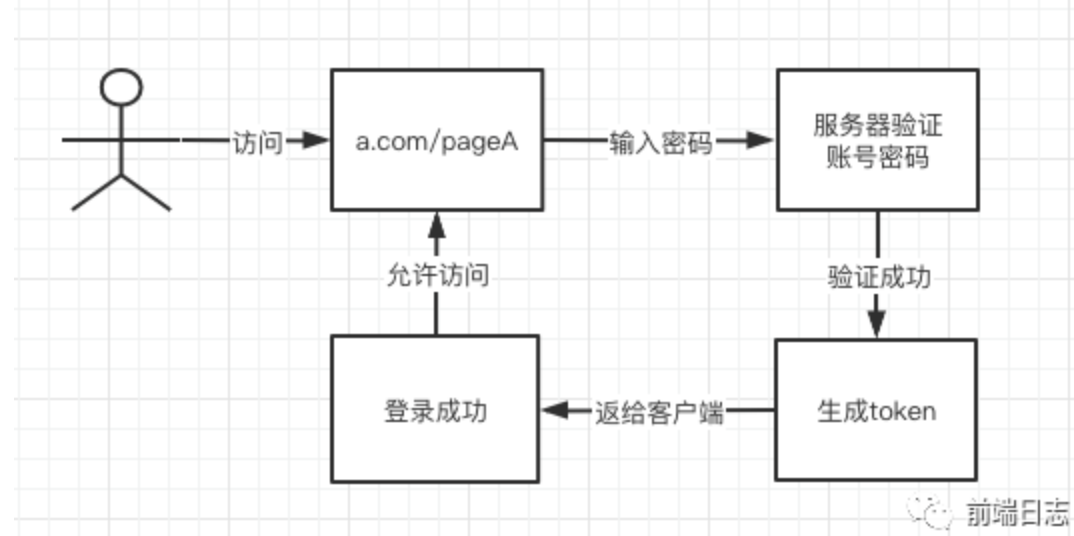 访问
a.com/pageA
输入密码
服务器验证
账号密码
允许访问
验证成功
登录成功
返给客户端
生成token
前端日志